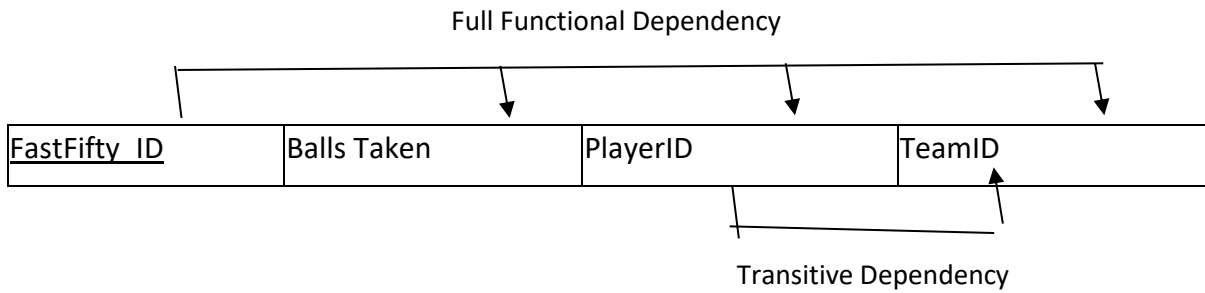 Full Functional Dependency
FastFifty_ID Balls Taken PlayerID TeamID
Transitive Dependency